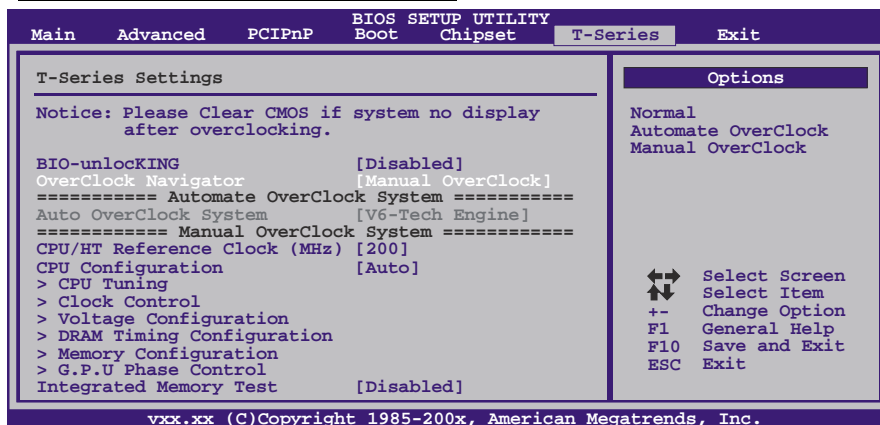 BIOS SETUP UTILITY
Main Advanced PCIPnP Boot Chipset T-Series Exit
T-Series Settings
Notice: Please Clear CMOS if system no display
after overclocking.
BIO-unlocKING [Disabled]
OverClock Navigator [Manual OverClock]
=========== Automate OverClock System ===========
Auto OverClock System [V6-Tech Engine]
============ Manual OverClock System ============
CPU/HT Reference Clock (MHz) [200]
CPU Configuration [Auto]
> CPU Tuning
> Clock Control
> Voltage Configuration
> DRAM Timing Configuration
> Memory Configuration
> G.P.U Phase Control
Integrated Memory Test [Disabled]
Options
Normal
Automate OverClock
Manual OverClock
Select Screen
Select Item
+- Change Option
F1 General Help
F10 Save and Exit
ESC Exit
vxx.xx (C)Copyright 1985-200x, American Megatrends, Inc.